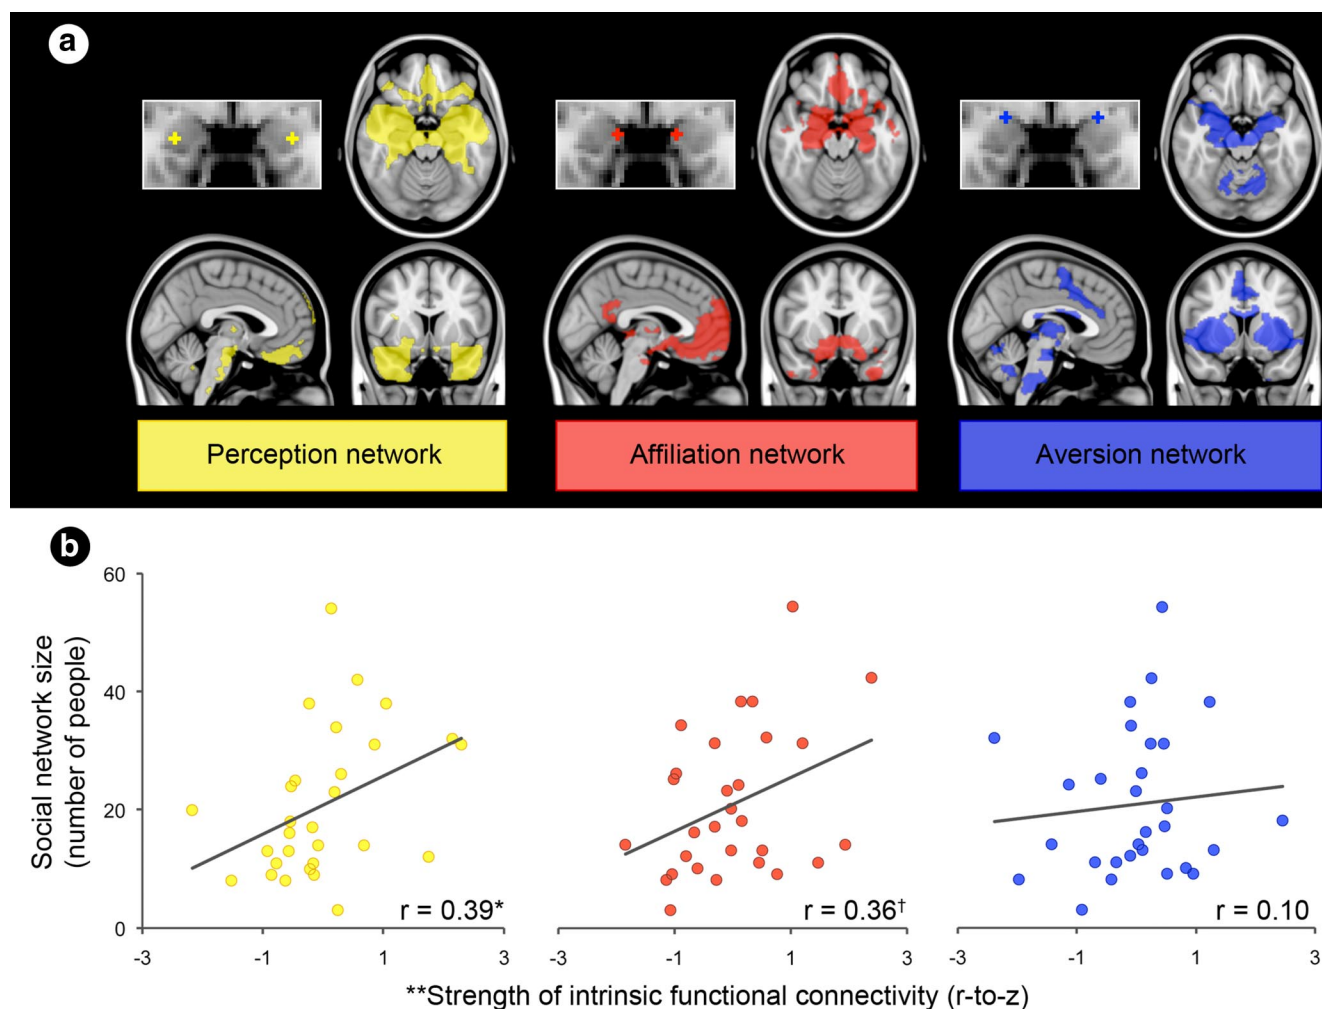 a
Perception network
Affiliation network
Aversion network
b
Social network size
(number of people)
60
40
20
0
r = 0.39*
r = 0.36†
r = 0.10
-3 -1 1 3
-3 -1 1 3
-3 -1 1 3
**Strength of intrinsic functional connectivity (r-to-z)